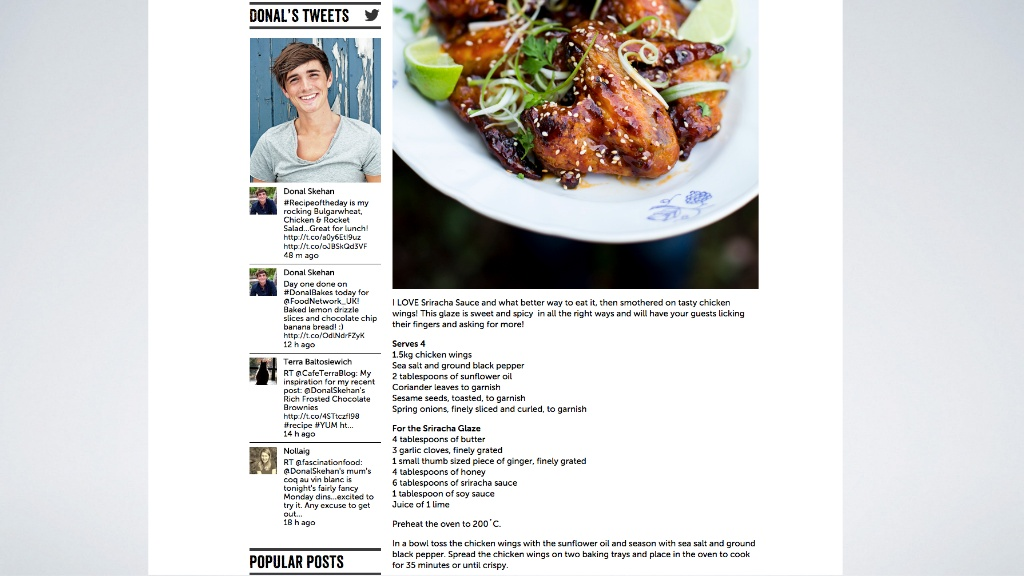 DONAL'S TWEETS
Donal Skehan
#Recipeoftheday is my
rocking Bulgarwheat,
Chicken & Rocket
Salad...Great for lunch!
http://t.co/a0y6Et19uz
http://t.co/oJBSkQd3VF
48 m ago
Donal Skehan
Day one done on
#DonalBakes today for
@FoodNetwork_UK!
Baked lemon drizzle
slices and chocolate chip
banana bread! :)
http://t.co/OdlNdrFZyK
12 h ago
Terra Baltosiewich
RT @CafeTerraBlog: My
inspiration for my recent
post: @DonalSkehan's
Rich Frosted Chocolate
Brownies
http://t.co/4STtczfI98
#recipe #YUM ht...
14 h ago
Nollaig
RT @fascinationfood:
@DonalSkehan's mum's
coq au vin blanc is
tonight's fairly fancy
Monday dins...excited to
try it. Any excuse to get
out...
18 h ago
POPULAR POSTS
I LOVE Sriracha Sauce and what better way to eat it, then smothered on tasty chicken
wings! This glaze is sweet and spicy in all the right ways and will have your guests licking
their fingers and asking for more!
Serves 4
1.5kg chicken wings
Sea salt and ground black pepper
2 tablespoons of sunflower oil
Coriander leaves to garnish
Sesame seeds, toasted, to garnish
Spring onions, finely sliced and curled, to garnish
For the Sriracha Glaze
4 tablespoons of butter
3 garlic cloves, finely grated
1 small thumb sized piece of ginger, finely grated
4 tablespoons of honey
6 tablespoons of sriracha sauce
1 tablespoon of soy sauce
Juice of 1 lime
Preheat the oven to 200˚C.
In a bowl toss the chicken wings with the sunflower oil and season with sea salt and ground
black pepper. Spread the chicken wings on two baking trays and place in the oven to cook
for 35 minutes or until crispy.